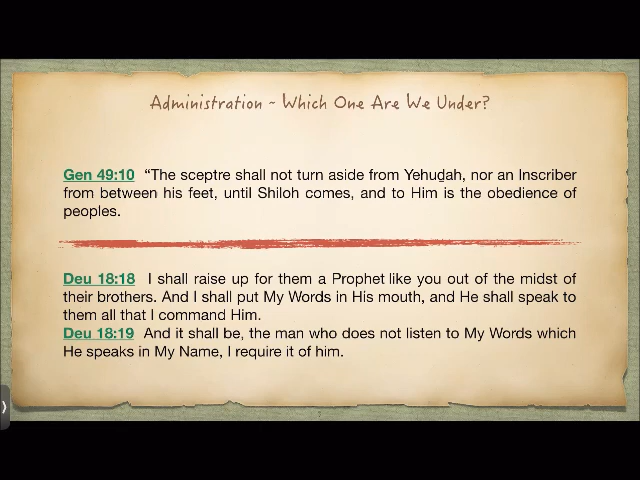 Administration ~ Which One Are We Under?
Gen 49:10 “The sceptre shall not turn aside from Yehuḏah, nor an Inscriber
from between his feet, until Shiloh comes, and to Him is the obedience of
peoples.
Deu 18:18 I shall raise up for them a Prophet like you out of the midst of
their brothers. And I shall put My Words in His mouth, and He shall speak to
them all that I command Him.
Deu 18:19 And it shall be, the man who does not listen to My Words which
He speaks in My Name, I require it of him.